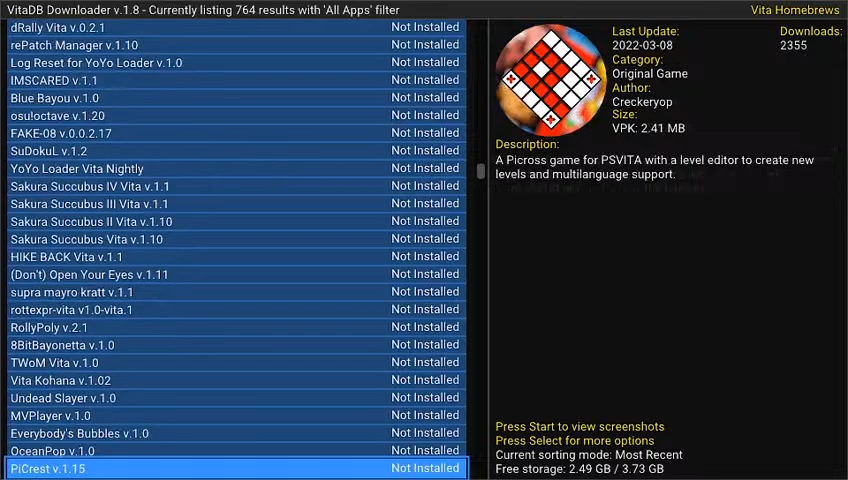 VitaDB Downloader v.1.8 - Currently listing 764 results with 'All Apps' filter
Vita Homebrews
dRally Vita v.0.2.1 Not Installed
rePatch Manager v.1.10 Not Installed
Log Reset for YoYo Loader v.1.0 Not Installed
IMSCARED v.1.1 Not Installed
Blue Bayou v.1.0 Not Installed
osu!octave v.1.20 Not Installed
FAKE-08 v.0.0.2.17 Not Installed
SuDokuL v.1.2 Not Installed
YoYo Loader Vita Nightly Not Installed
Sakura Succubus IV Vita v.1.1 Not Installed
Sakura Succubus III Vita v.1.1 Not Installed
Sakura Succubus II Vita v.1.10 Not Installed
Sakura Succubus Vita v.1.10 Not Installed
HIKE BACK Vita v.1.1 Not Installed
(Don't) Open Your Eyes v.1.11 Not Installed
supra mayro kratt v.1.1 Not Installed
rottexpr-vita v1.0-vita.1 Not Installed
RollyPoly v.2.1 Not Installed
8BitBayonetta v.1.0 Not Installed
TWoM Vita v.1.0 Not Installed
Vita Kohana v.1.02 Not Installed
Undead Slayer v.1.0 Not Installed
MVPlayer v.1.0 Not Installed
Everybody's Bubbles v.1.0 Not Installed
OceanPop v.1.0 Not Installed
PiCrest v.1.15 Not Installed
Last Update:
2022-03-08
Category:
Original Game
Author:
Creckeryop
Size:
VPK: 2.41 MB
Downloads:
2355
Description:
A Picross game for PSVITA with a level editor to create new
levels and multilanguage support.
Press Start to view screenshots
Press Select for more options
Current sorting mode: Most Recent
Free storage: 2.49 GB / 3.73 GB